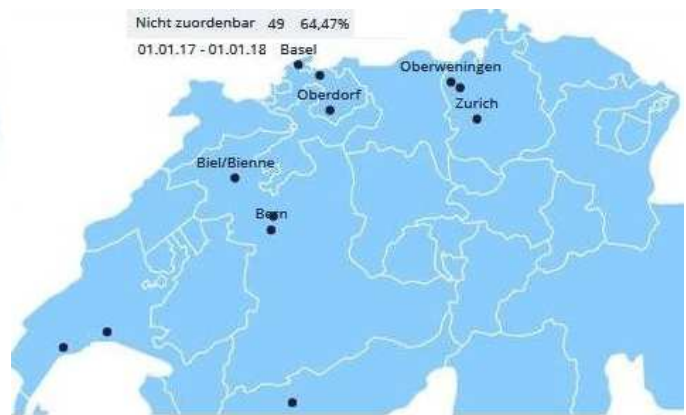 Nicht zuordenbar 49 64,47%
01.01.17 - 01.01.18 Basel
Oberweningen
Oberdorf
Zurich
Biel/Bienne
Bern